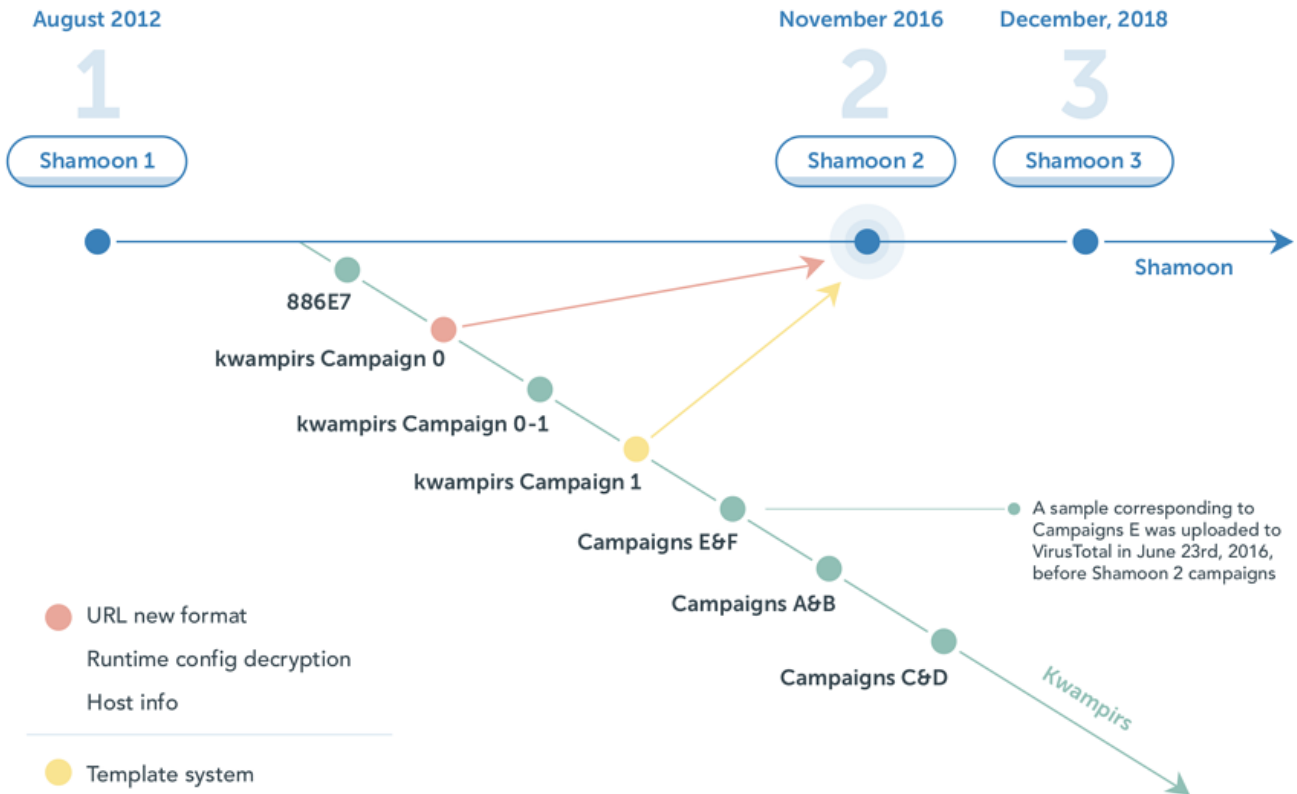 August 2012
November 2016
December, 2018
1
2
3
Shamoon 1
Shamoon 2
Shamoon 3
Shamoon
886E7
kwampirs Campaign 0
kwampirs Campaign 0-1
kwampirs Campaign 1
Campaigns E&F
A sample corresponding to
Campaigns E was uploaded to
VirusTotal in June 23rd, 2016,
before Shamoon 2 campaigns
Campaigns A&B
Campaigns C&D
Kwampirs
URL new format
Runtime config decryption
Host info
Template system